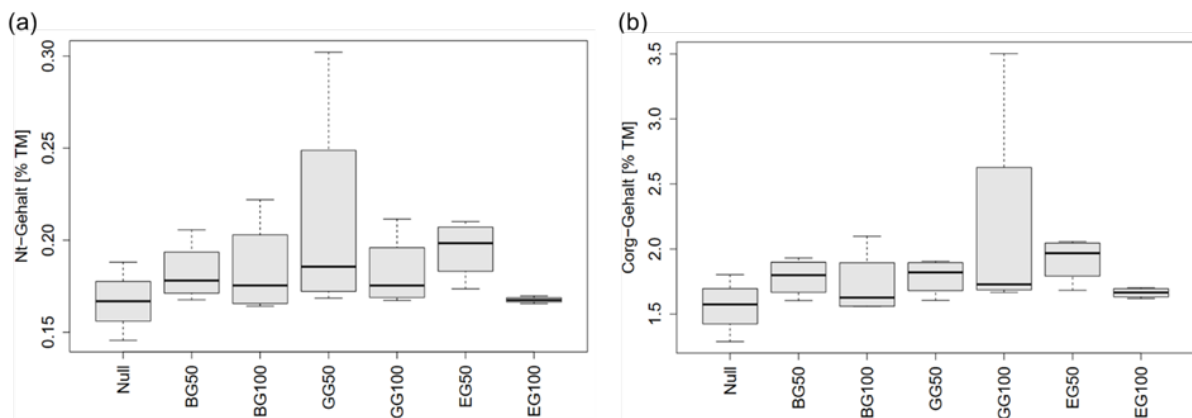 (a)
Nt-Gehalt [% TM]
0.30
0.25
0.20
0.15
Null
BG50
BG100
GG50
GG100
EG50
EG100
(b)
Corg-Gehalt [% TM]
3.5
3.0
2.5
2.0
1.5
Null
BG50
BG100
GG50
GG100
EG50
EG100